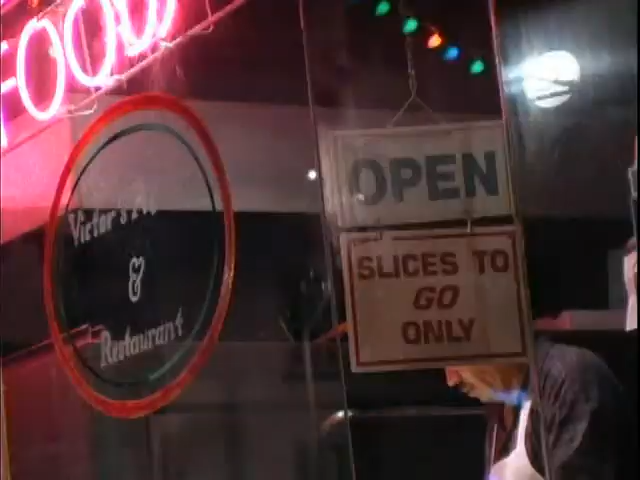 FOOD
Victor's
&
Restaurant
OPEN
SLICES TO
GO
ONLY